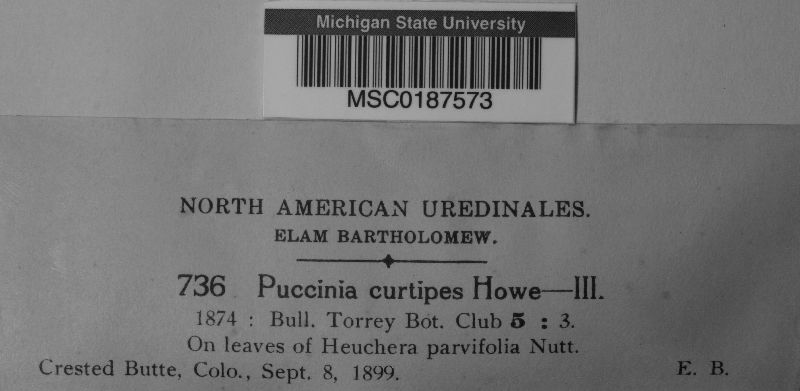 Michigan State University
MSC0187573
NORTH AMERICAN UREDINALES.
ELAM BARTHOLOMEW.
736 Puccinia curtipes Howe—III.
1874 : Bull. Torrey Bot. Club 5 : 3.
On leaves of Heuchera parvifolia Nutt.
Crested Butte, Colo., Sept. 8, 1899. E. B.